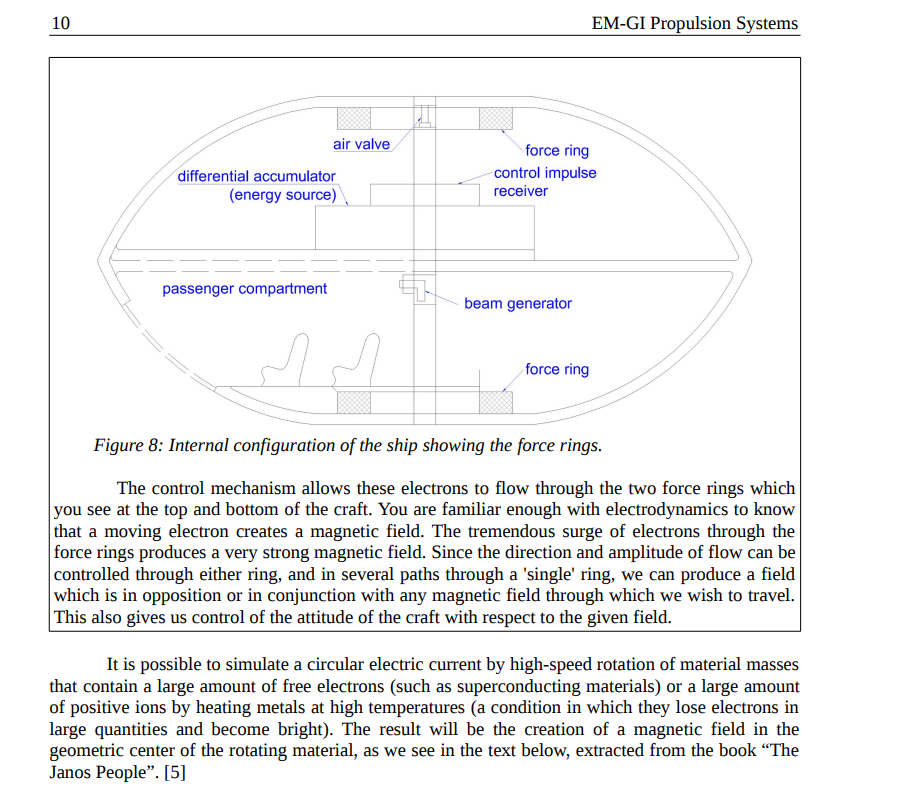 10 EM-GI Propulsion Systems
air valve
force ring
differential accumulator
(energy source)
control impulse
receiver
passenger compartment
beam generator
force ring
Figure 8: Internal configuration of the ship showing the force rings.
The control mechanism allows these electrons to flow through the two force rings which
you see at the top and bottom of the craft. You are familiar enough with electrodynamics to know
that a moving electron creates a magnetic field. The tremendous surge of electrons through the
force rings produces a very strong magnetic field. Since the direction and amplitude of flow can be
controlled through either ring, and in several paths through a 'single' ring, we can produce a field
which is in opposition or in conjunction with any magnetic field through which we wish to travel.
This also gives us control of the attitude of the craft with respect to the given field.
It is possible to simulate a circular electric current by high-speed rotation of material masses
that contain a large amount of free electrons (such as superconducting materials) or a large amount
of positive ions by heating metals at high temperatures (a condition in which they lose electrons in
large quantities and become bright). The result will be the creation of a magnetic field in the
geometric center of the rotating material, as we see in the text below, extracted from the book “The
Janos People”. [5]